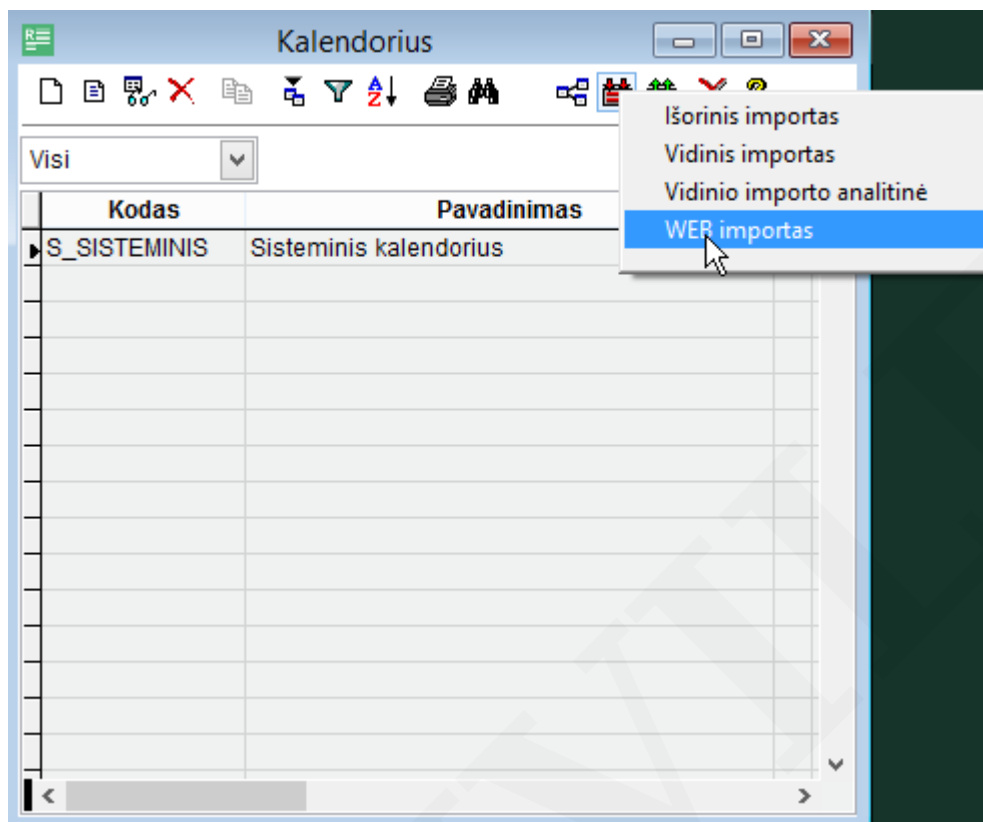 Kalendorius
Išorinis importas
Vidinis importas
Vidinio importo analitinė
WEB importas
Visi
Kodas Pavadinimas
S_SISTEMINIS Sisteminis kalendorius